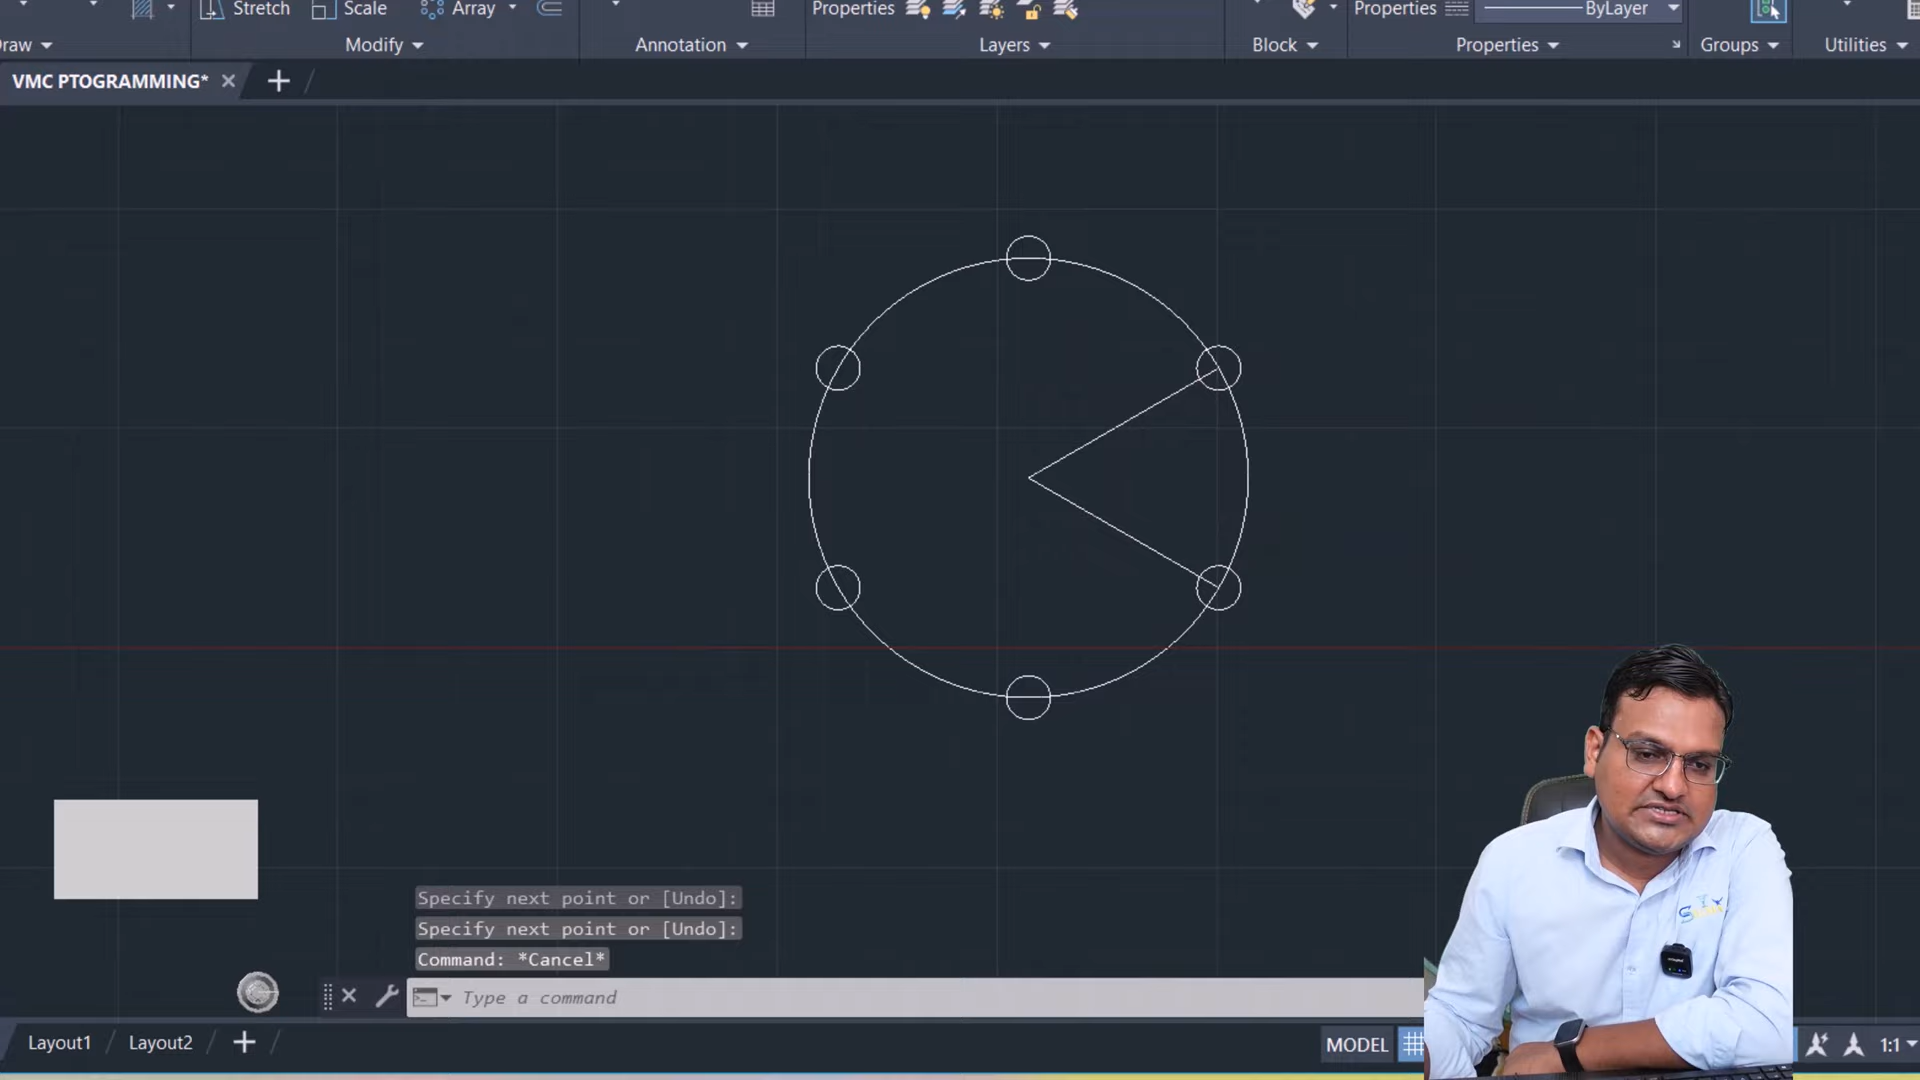 Stretch Scale Array Properties Properties ByLayer
raw Modify Annotation Layers Block Properties Groups Utilities
VMC PTOGRAMMING*
Specify next point or [Undo]:
Specify next point or [Undo]:
Command: *Cancel*
Type a command
Layout1 Layout2 MODEL 1:1